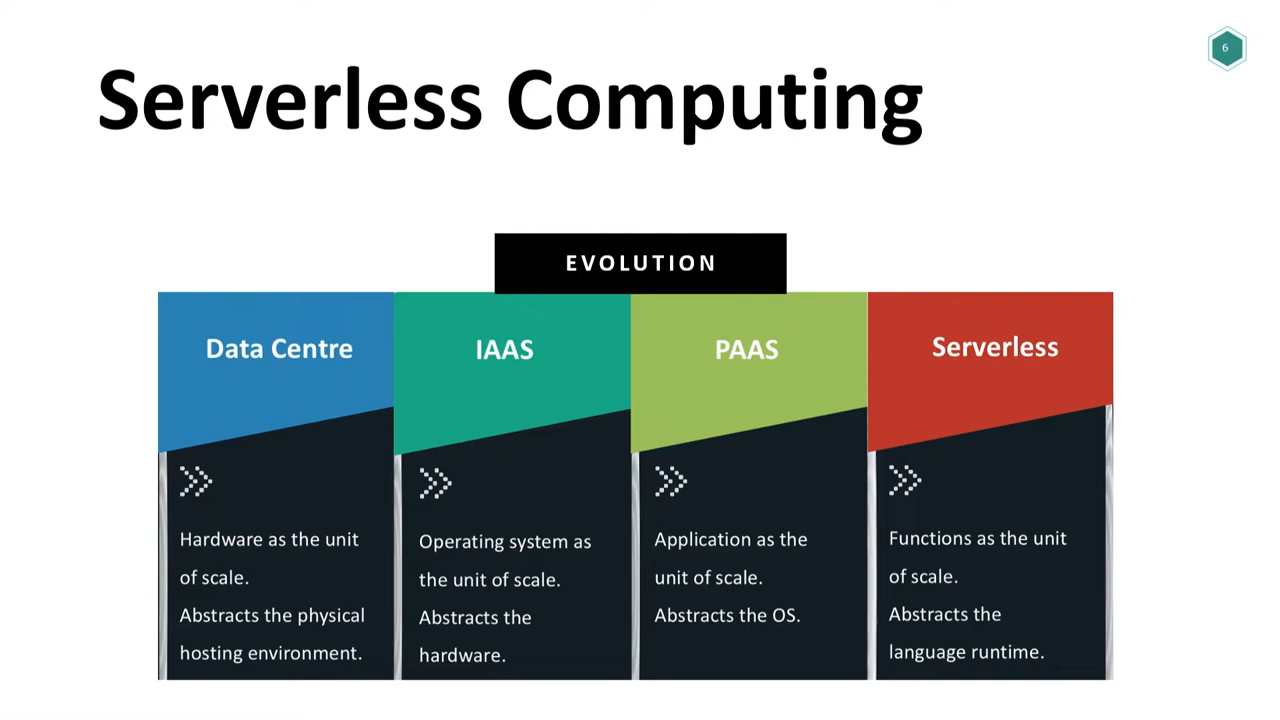 6
Serverless Computing
EVOLUTION
Data Centre
Hardware as the unit
of scale.
Abstracts the physical
hosting environment.
IAAS
Operating system as
the unit of scale.
Abstracts the
hardware.
PAAS
Application as the
unit of scale.
Abstracts the OS.
Serverless
Functions as the unit
of scale.
Abstracts the
language runtime.